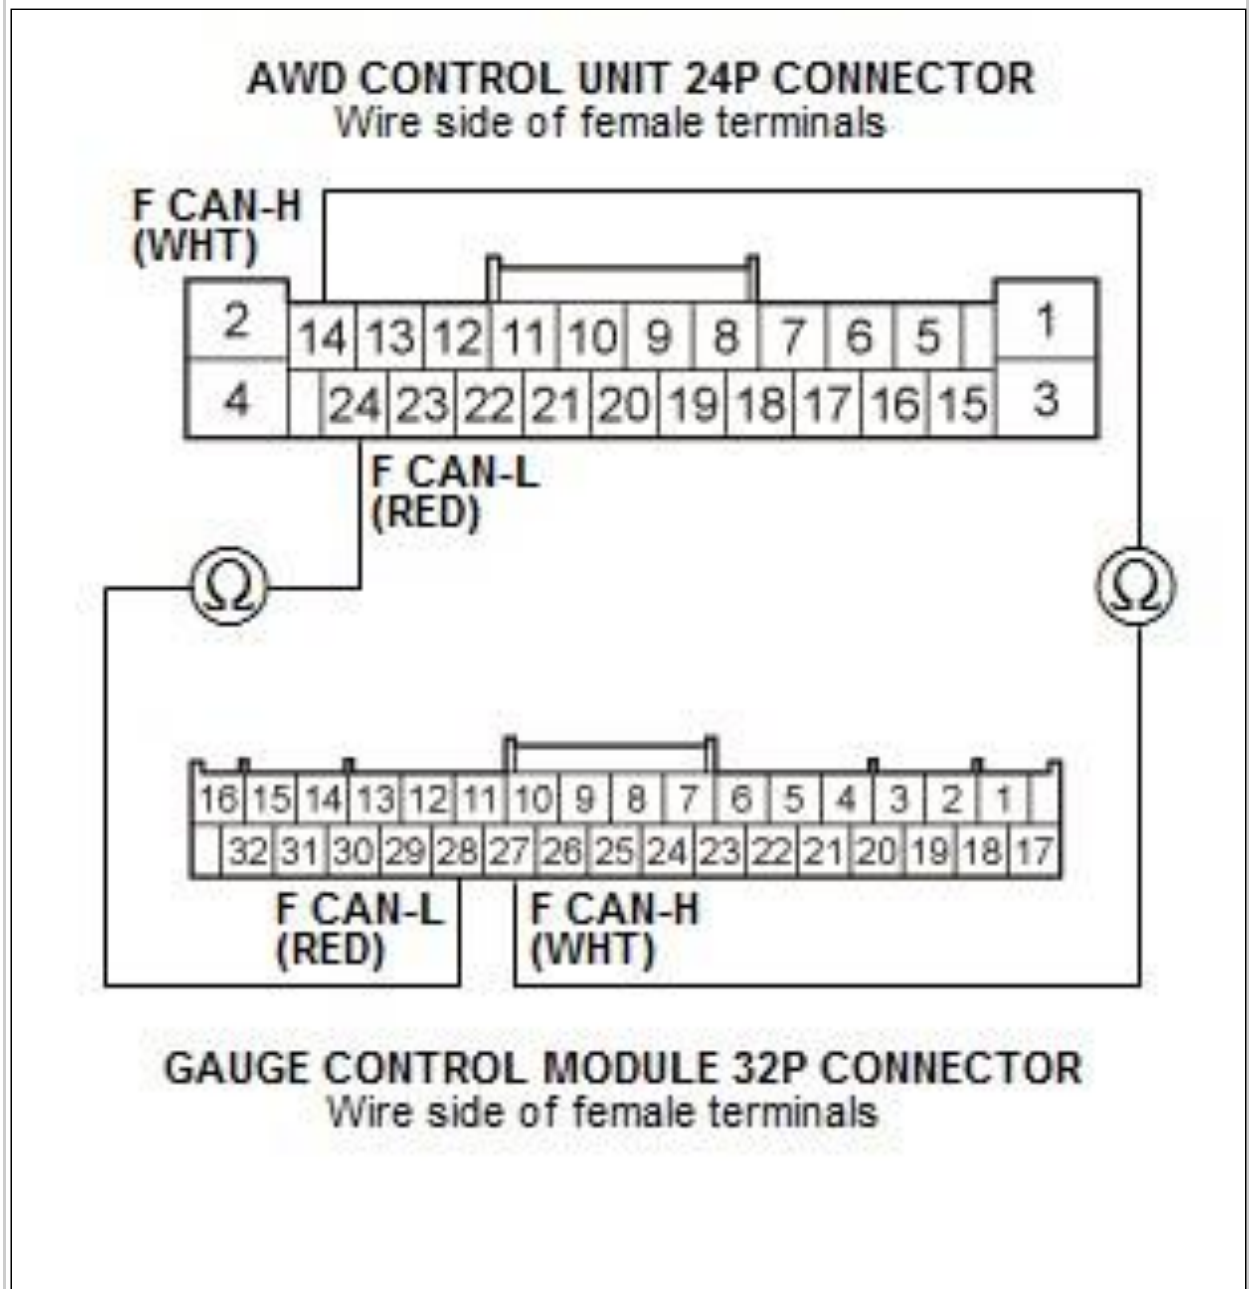 AWD CONTROL UNIT 24P CONNECTOR
Wire side of female terminals
F CAN-H
(WHT)
2 14 13 12 11 10 9 8 7 6 5 1
4 24 23 22 21 20 19 18 17 16 15 3
F CAN-L
(RED)
Ω Ω
16 15 14 13 12 11 10 9 8 7 6 5 4 3 2 1
32 31 30 29 28 27 26 25 24 23 22 21 20 19 18 17
F CAN-L
(RED)
F CAN-H
(WHT)
GAUGE CONTROL MODULE 32P CONNECTOR
Wire side of female terminals